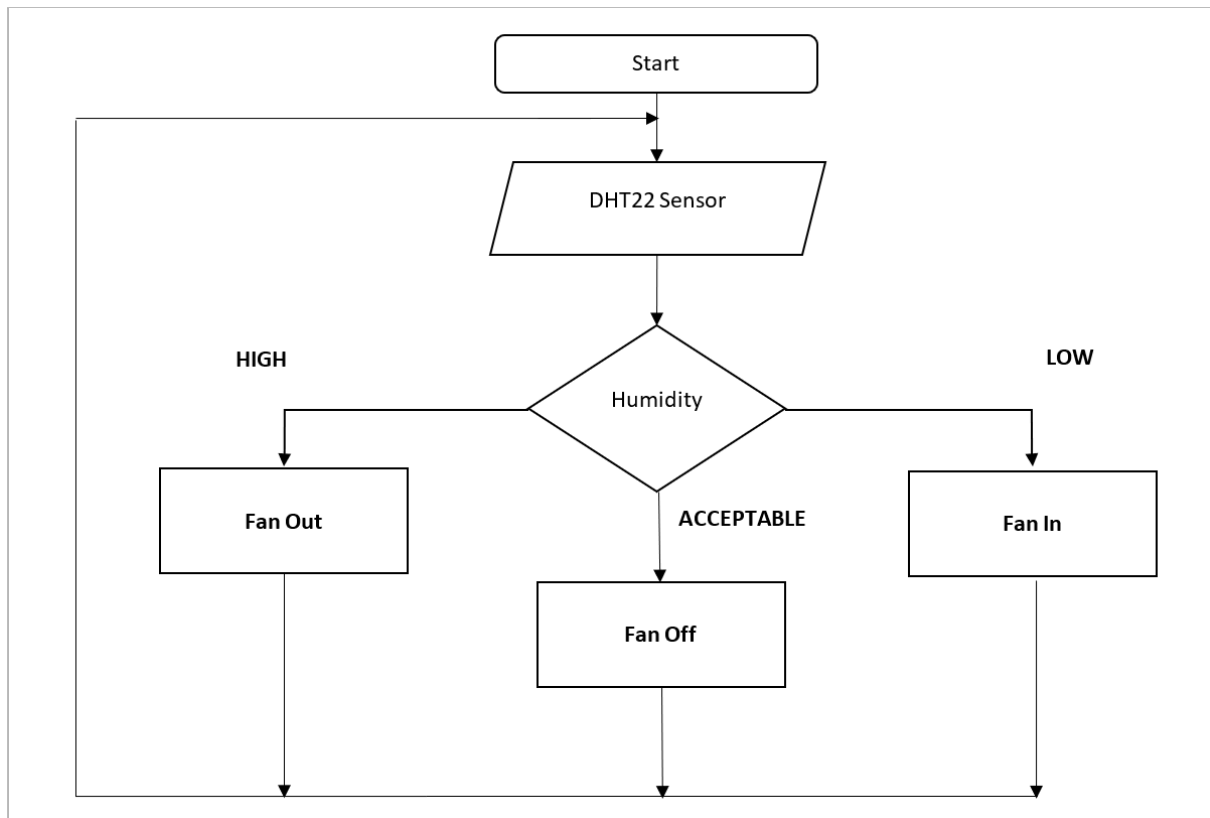 Start
DHT22 Sensor
HIGH
LOW
Humidity
Fan Out
ACCEPTABLE
Fan In
Fan Off